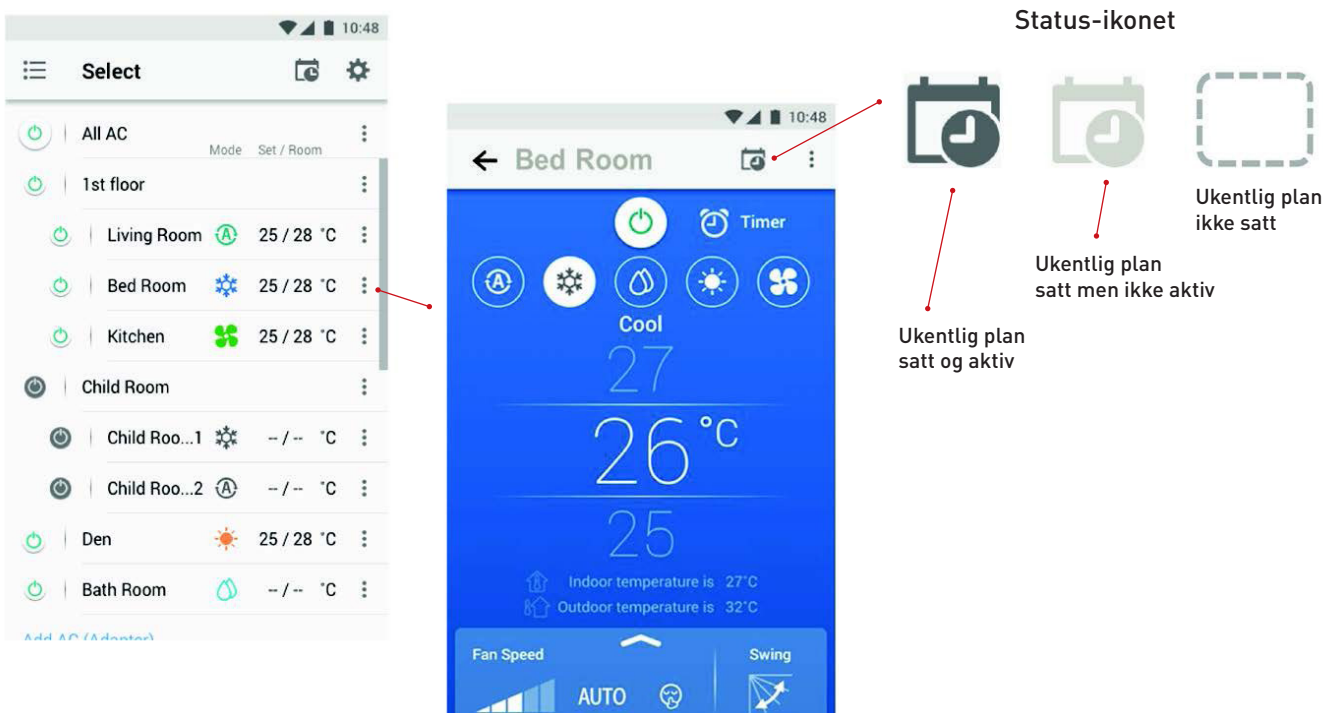 10:48
Select
All AC
Mode Set / Room
1st floor
Living Room A 25 / 28 °C
Bed Room 25 / 28 °C
Kitchen 25 / 28 °C
Child Room
Child Roo...1 -- / -- °C
Child Roo...2 A -- / -- °C
Den 25 / 28 °C
Bath Room -- / -- °C
Add AC (Adapter)
10:48
Bed Room
Timer
A
Cool
27
26 °C
25
Indoor temperature is 27°C
Outdoor temperature is 32°C
Fan Speed
Swing
AUTO
Status-ikonet
Ukentlig plan
satt og aktiv
Ukentlig plan
satt men ikke aktiv
Ukentlig plan
ikke satt